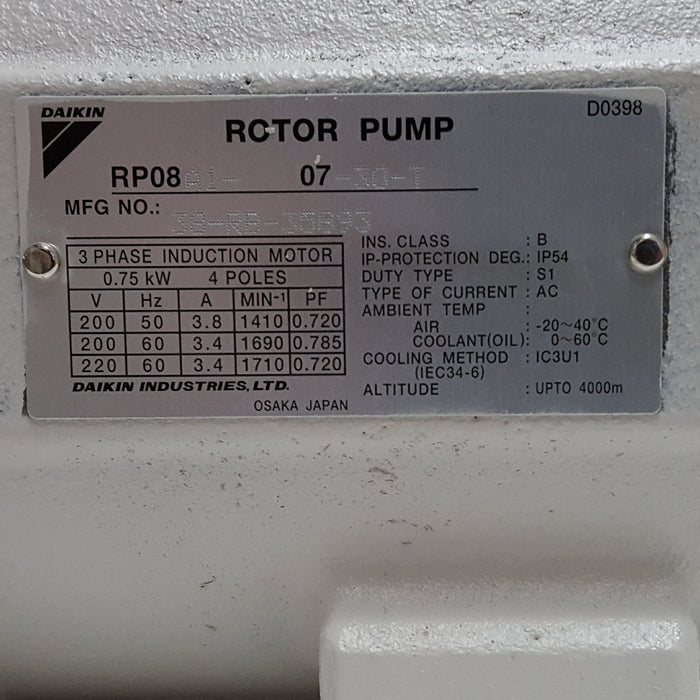 DAIKIN
D0398
ROTOR PUMP
RP08A1- 07-30-T
MFG NO.:
3 PHASE INDUCTION MOTOR
0.75 kW 4 POLES
V Hz A MIN⁻¹ PF
200 50 3.8 1410 0.720
200 60 3.4 1690 0.785
220 60 3.4 1710 0.720
DAIKIN INDUSTRIES, LTD.
OSAKA JAPAN
INS. CLASS : B
IP-PROTECTION DEG.: IP54
DUTY TYPE : S1
TYPE OF CURRENT : AC
AMBIENT TEMP :
AIR : -20~40°C
COOLANT(OIL): 0~60°C
COOLING METHOD : IC3U1
(IEC34-6)
ALTITUDE : UPTO 4000m